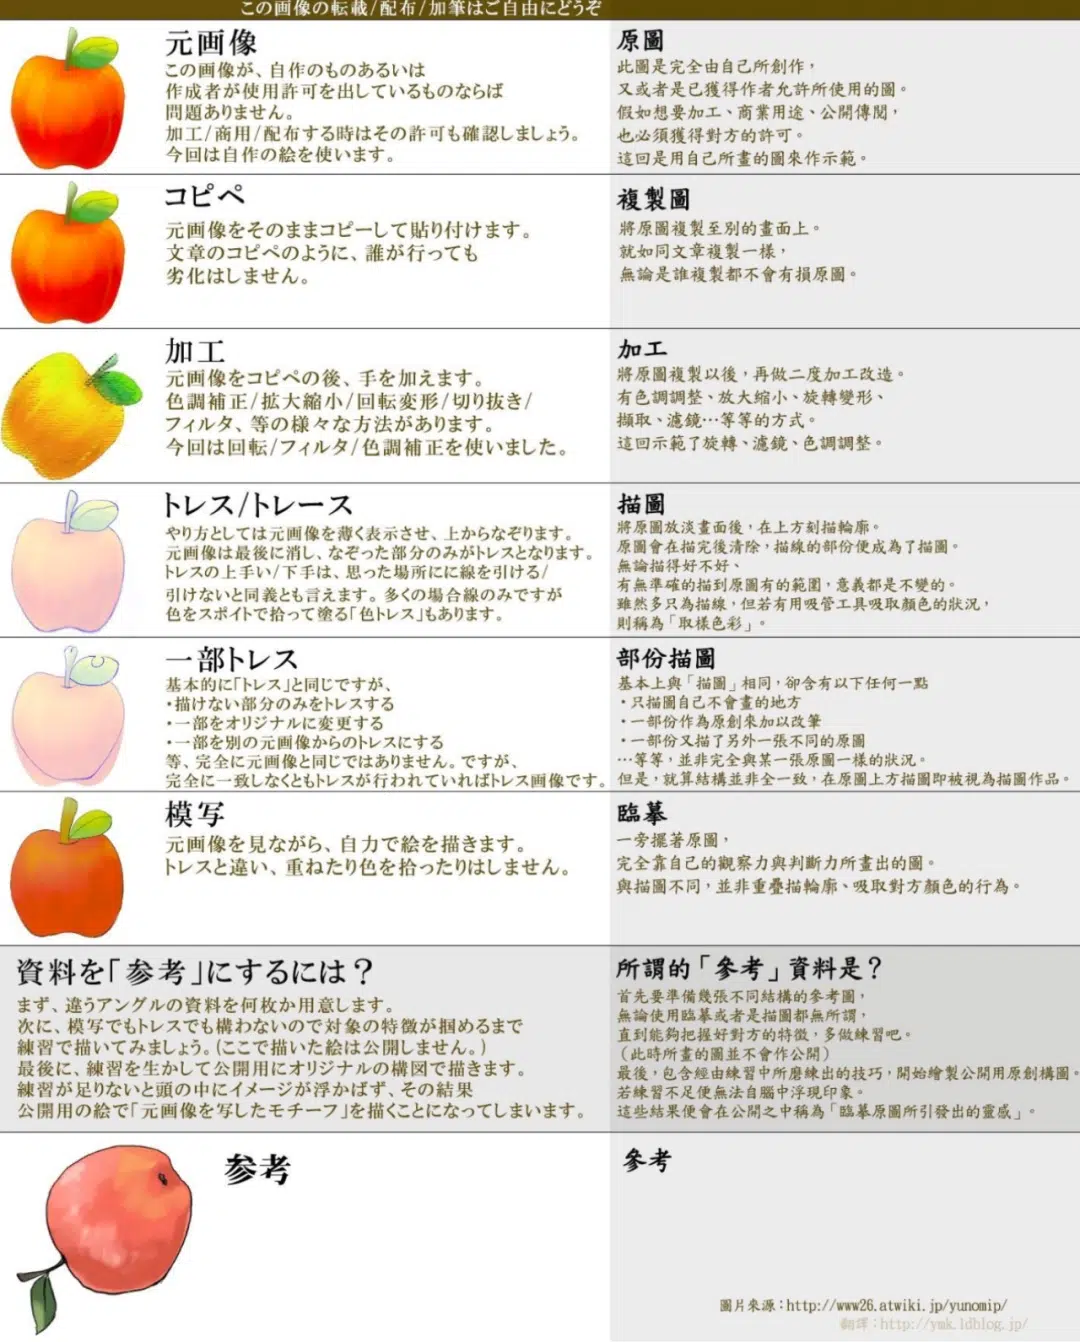 この画像の転載/配布/加筆はご自由にどうぞ
元画像
この画像が、自作のものあるいは
作成者が使用許可を出しているものならば
問題ありません。
加工/商用/配布する時はその許可も確認しましょう。
今回は自作の絵を使います。
原圖
此圖是完全由自己所創作，
又或者是已獲得作者允許所使用的圖。
假如想要加工、商業用途、公開傳閱，
也必須獲得對方的許可。
這回是用自己所畫的圖來作示範。
コピペ
元画像をそのままコピーして貼り付けます。
文章のコピペのように、誰が行っても
劣化はしません。
複製圖
將原圖複製至別的畫面上。
就如同文章複製一樣，
無論是誰複製都不會有損原圖。
加工
元画像をコピペの後、手を加えます。
色調補正/拡大縮小/回転変形/切り抜き/
フィルタ、等の様々な方法があります。
今回は回転/フィルタ/色調補正を使いました。
加工
將原圖複製以後，再做二度加工改造。
有色調調整、放大縮小、旋轉變形、
擷取、濾鏡…等等的方式。
這回示範了旋轉、濾鏡、色調調整。
トレス/トレース
やり方としては元画像を薄く表示させ、上からなぞります。
元画像は最後に消し、なぞった部分のみがトレスとなります。
トレスの上手い/下手は、思った場所にに線を引ける/
引けないと同義とも言えます。多くの場合線のみですが
色をスポイトで拾って塗る「色トレス」もあります。
描圖
將原圖放淡畫面後，在上方刻描輪廓。
原圖會在描完後清除，描線的部份便成為了描圖。
無論描得好不好、
有無準確的描到原圖有的範圍，意義都是不變的。
雖然多只為描線，但若有用吸管工具吸取顏色的狀況，
則稱為「取樣色彩」。
一部トレス
基本的に「トレス」と同じですが、
・描けない部分のみをトレスする
・一部をオリジナルに変更する
・一部を別の元画像からのトレスにする
等、完全に元画像と同じではありません。ですが、
完全に一致しなくともトレスが行われていればトレス画像です。
部份描圖
基本上與「描圖」相同，卻含有以下任何一點
・只描圖自己不會畫的地方
・一部份作為原創來加以改筆
・一部份又描了另外一張不同的原圖
…等等，並非完全與某一張原圖一樣的狀況。
但是，就算結構並非全一致，在原圖上方描圖即被視為描圖作品。
模写
元画像を見ながら、自力で絵を描きます。
トレスと違い、重ねたり色を拾ったりはしません。
臨摹
一旁擺著原圖，
完全靠自己的觀察力與判斷力所畫出的圖。
與描圖不同，並非重疊描輪廓、吸取對方顏色的行為。
資料を「参考」にするには？
まず、違うアングルの資料を何枚か用意します。
次に、模写でもトレスでも構わないので対象の特徴が掴めるまで
練習で描いてみましょう。(ここで描いた絵は公開しません。)
最後に、練習を生かして公開用にオリジナルの構図で描きます。
練習が足りないと頭の中にイメージが浮かばず、その結果
公開用の絵で「元画像を写したモチーフ」を描くことになってしまいます。
所謂的「參考」資料是？
首先要準備幾張不同結構的參考圖，
無論使用臨摹或者是描圖都無所謂，
直到能夠把握好對方的特徵，多做練習吧。
（此時所畫的圖並不會作公開）
最後，包含經由練習中所磨練出的技巧，開始繪製公開用原創構圖。
若練習不足便無法自腦中浮現印象。
這些結果便會在公開之中稱為「臨摹原圖所引發出的靈感」。
参考
參考
圖片來源：http://www26.atwiki.jp/yunomip/
翻譯：http://ymk.ldblog.jp/